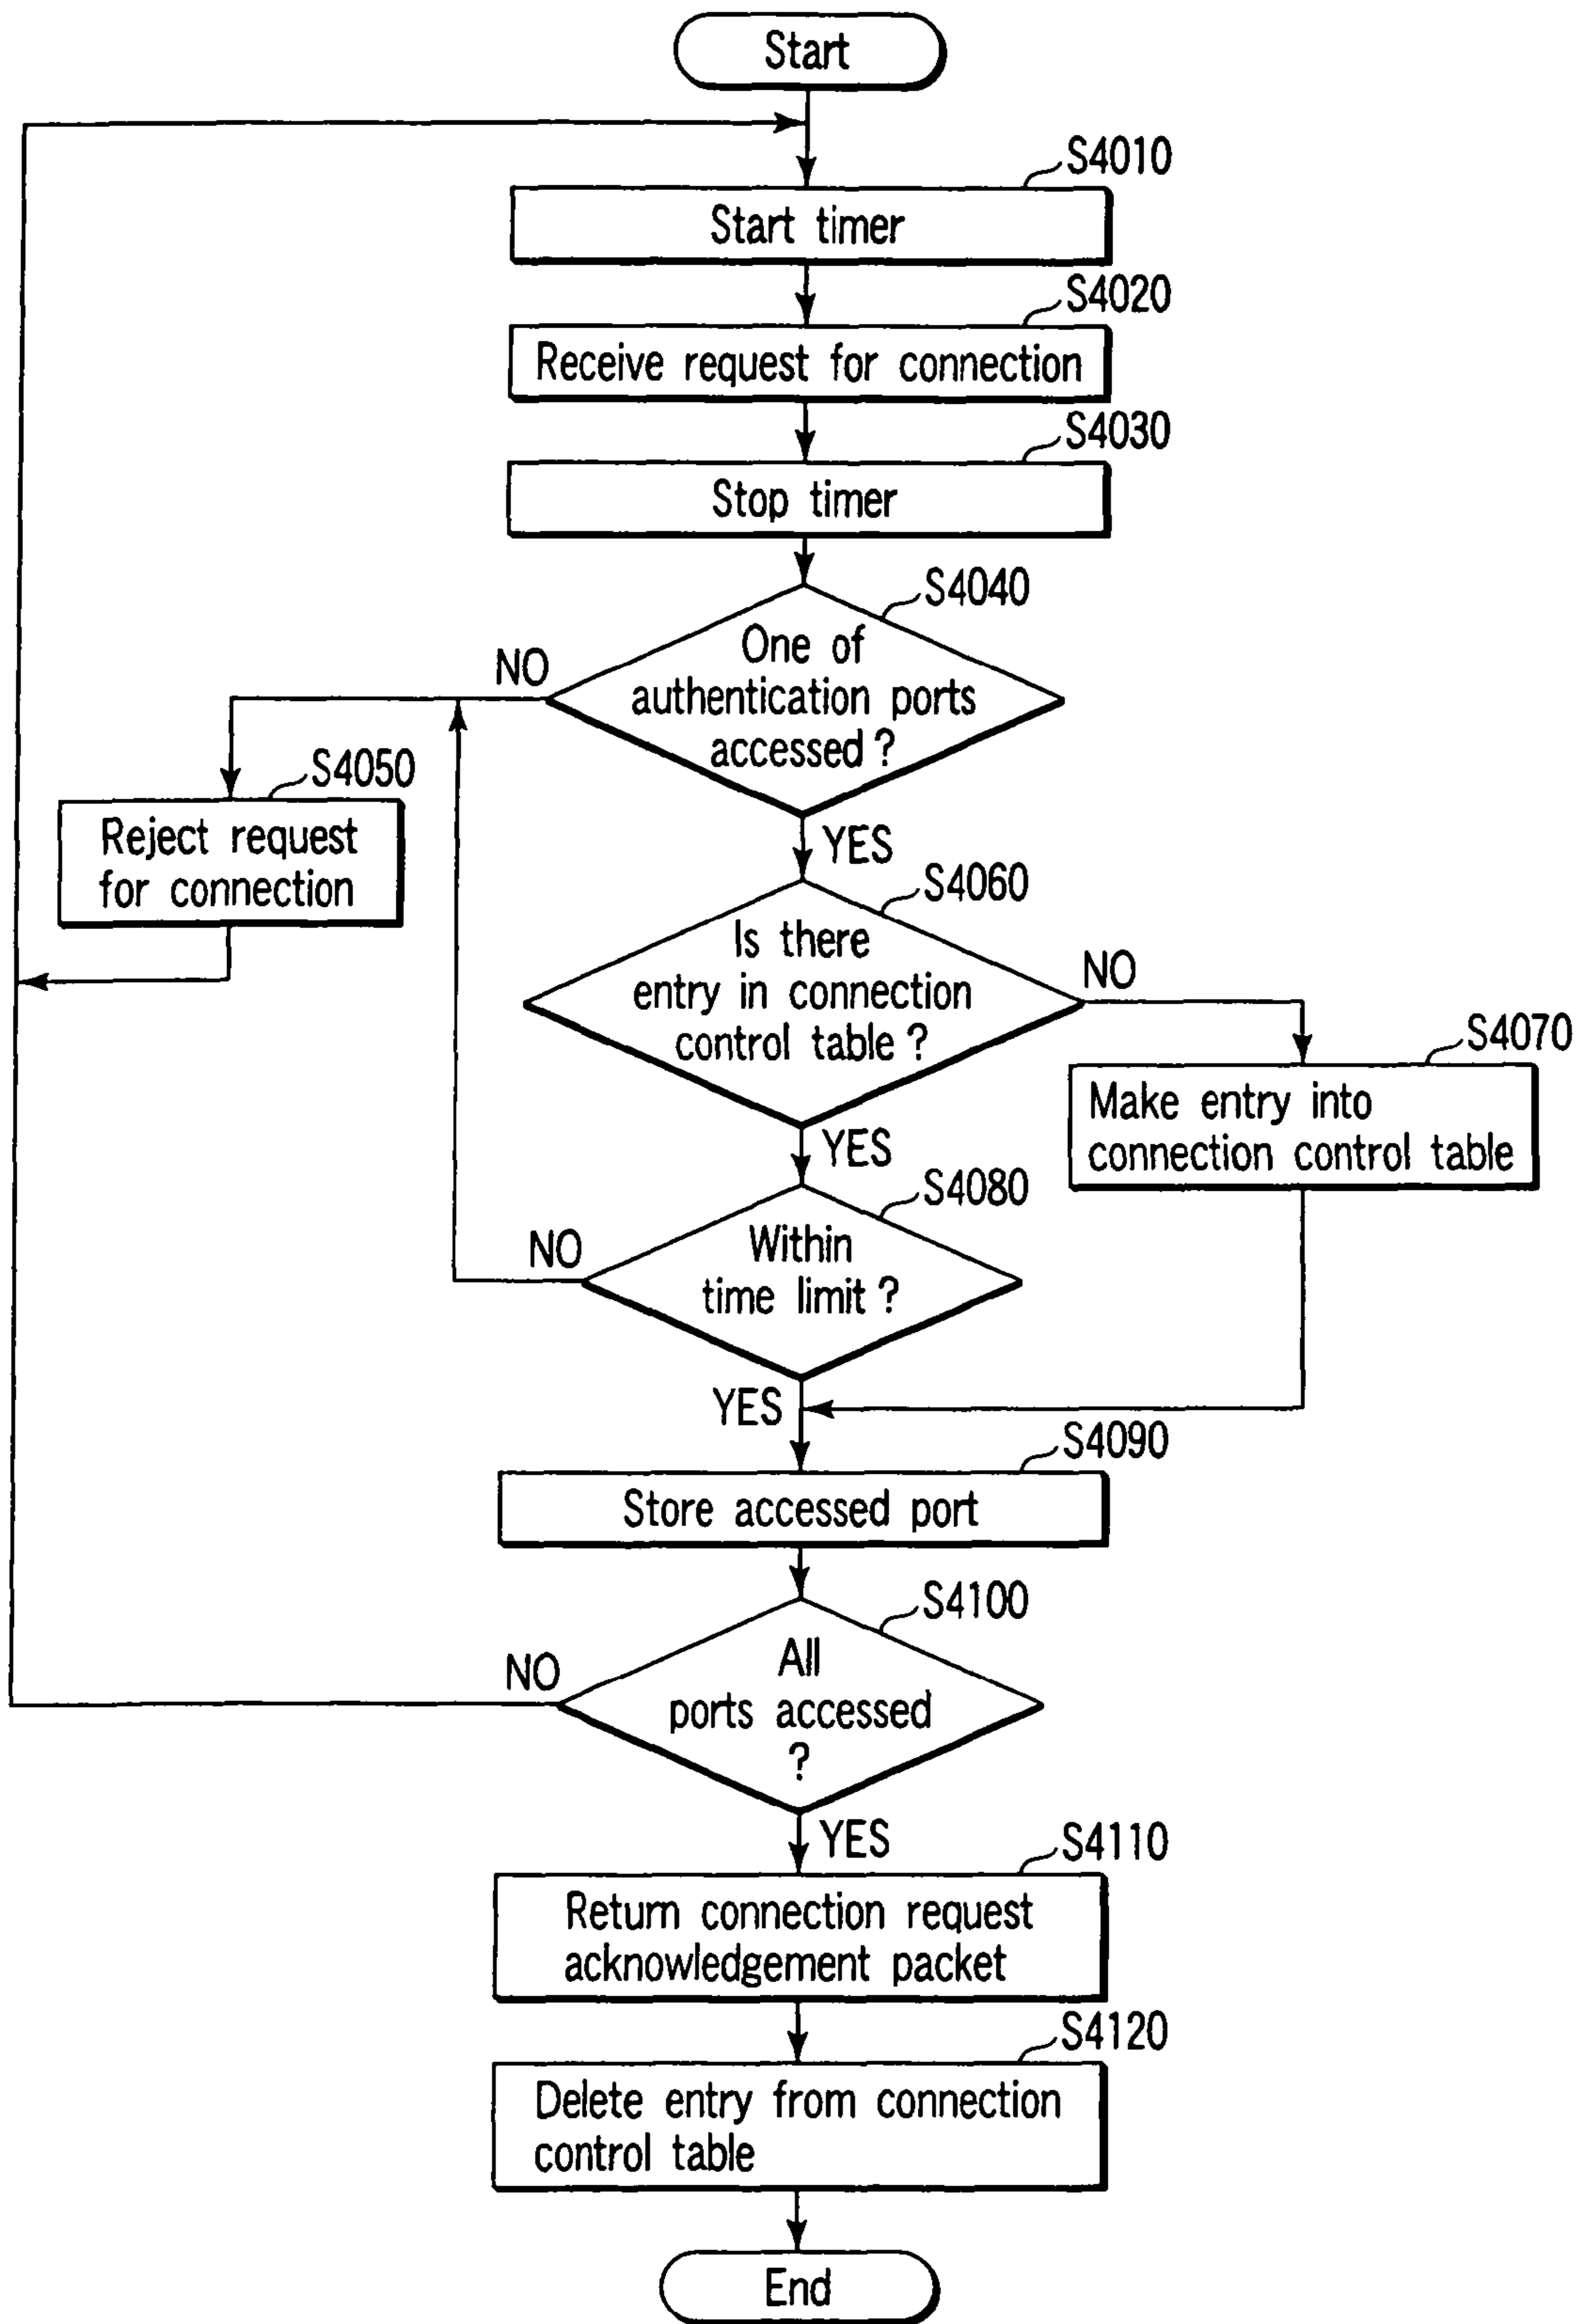 Start
S4010
Start timer
S4020
Receive request for connection
S4030
Stop timer
S4040
One of
authentication ports
accessed ?
NO
YES
S4050
Reject request
for connection
S4060
Is there
entry in connection
control table ?
NO
YES
S4070
Make entry into
connection control table
S4080
Within
time limit ?
NO
YES
S4090
Store accessed port
S4100
All
ports accessed
?
NO
YES
S4110
Return connection request
acknowledgement packet
S4120
Delete entry from connection
control table
End